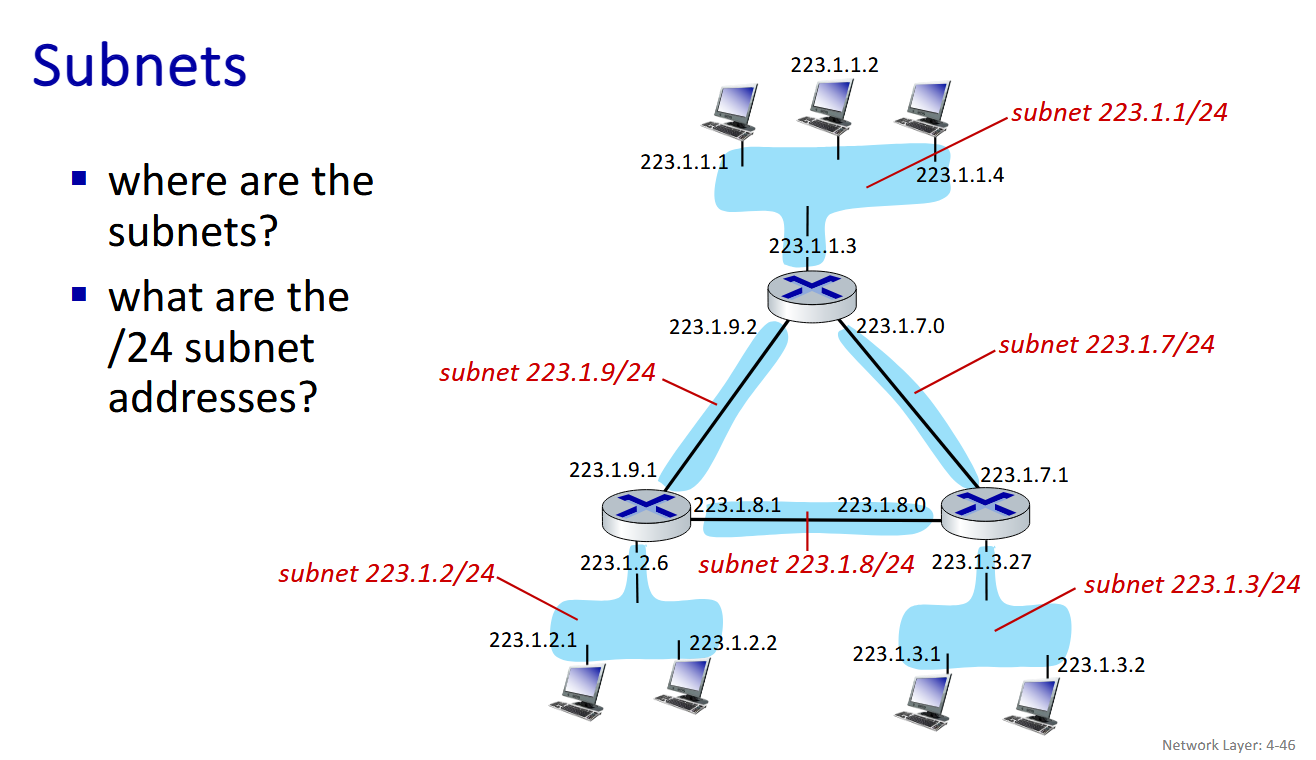 Subnets
▪ where are the
subnets?
▪ what are the
/24 subnet
addresses?
223.1.1.2
subnet 223.1.1/24
223.1.1.1
223.1.1.4
223.1.1.3
223.1.9.2
223.1.7.0
subnet 223.1.7/24
subnet 223.1.9/24
223.1.9.1
223.1.7.1
223.1.8.1
223.1.8.0
223.1.2.6
subnet 223.1.8/24
223.1.3.27
subnet 223.1.2/24
subnet 223.1.3/24
223.1.2.1
223.1.2.2
223.1.3.1
223.1.3.2
Network Layer: 4-46